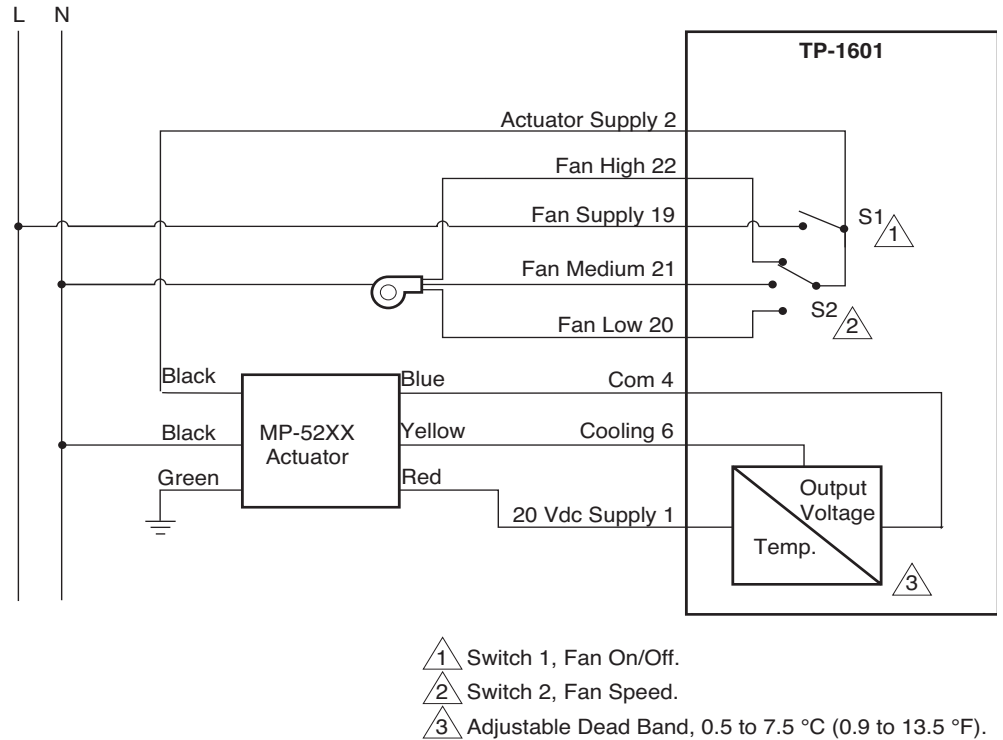 L N
TP-1601
Actuator Supply 2
Fan High 22
Fan Supply 19
S1
1
Fan Medium 21
S2
2
Fan Low 20
Black
Blue
Com 4
Black
MP-52XX
Actuator
Yellow
Cooling 6
Green
Red
20 Vdc Supply 1
Output
Voltage
Temp.
3
1 Switch 1, Fan On/Off.
2 Switch 2, Fan Speed.
3 Adjustable Dead Band, 0.5 to 7.5 °C (0.9 to 13.5 °F).